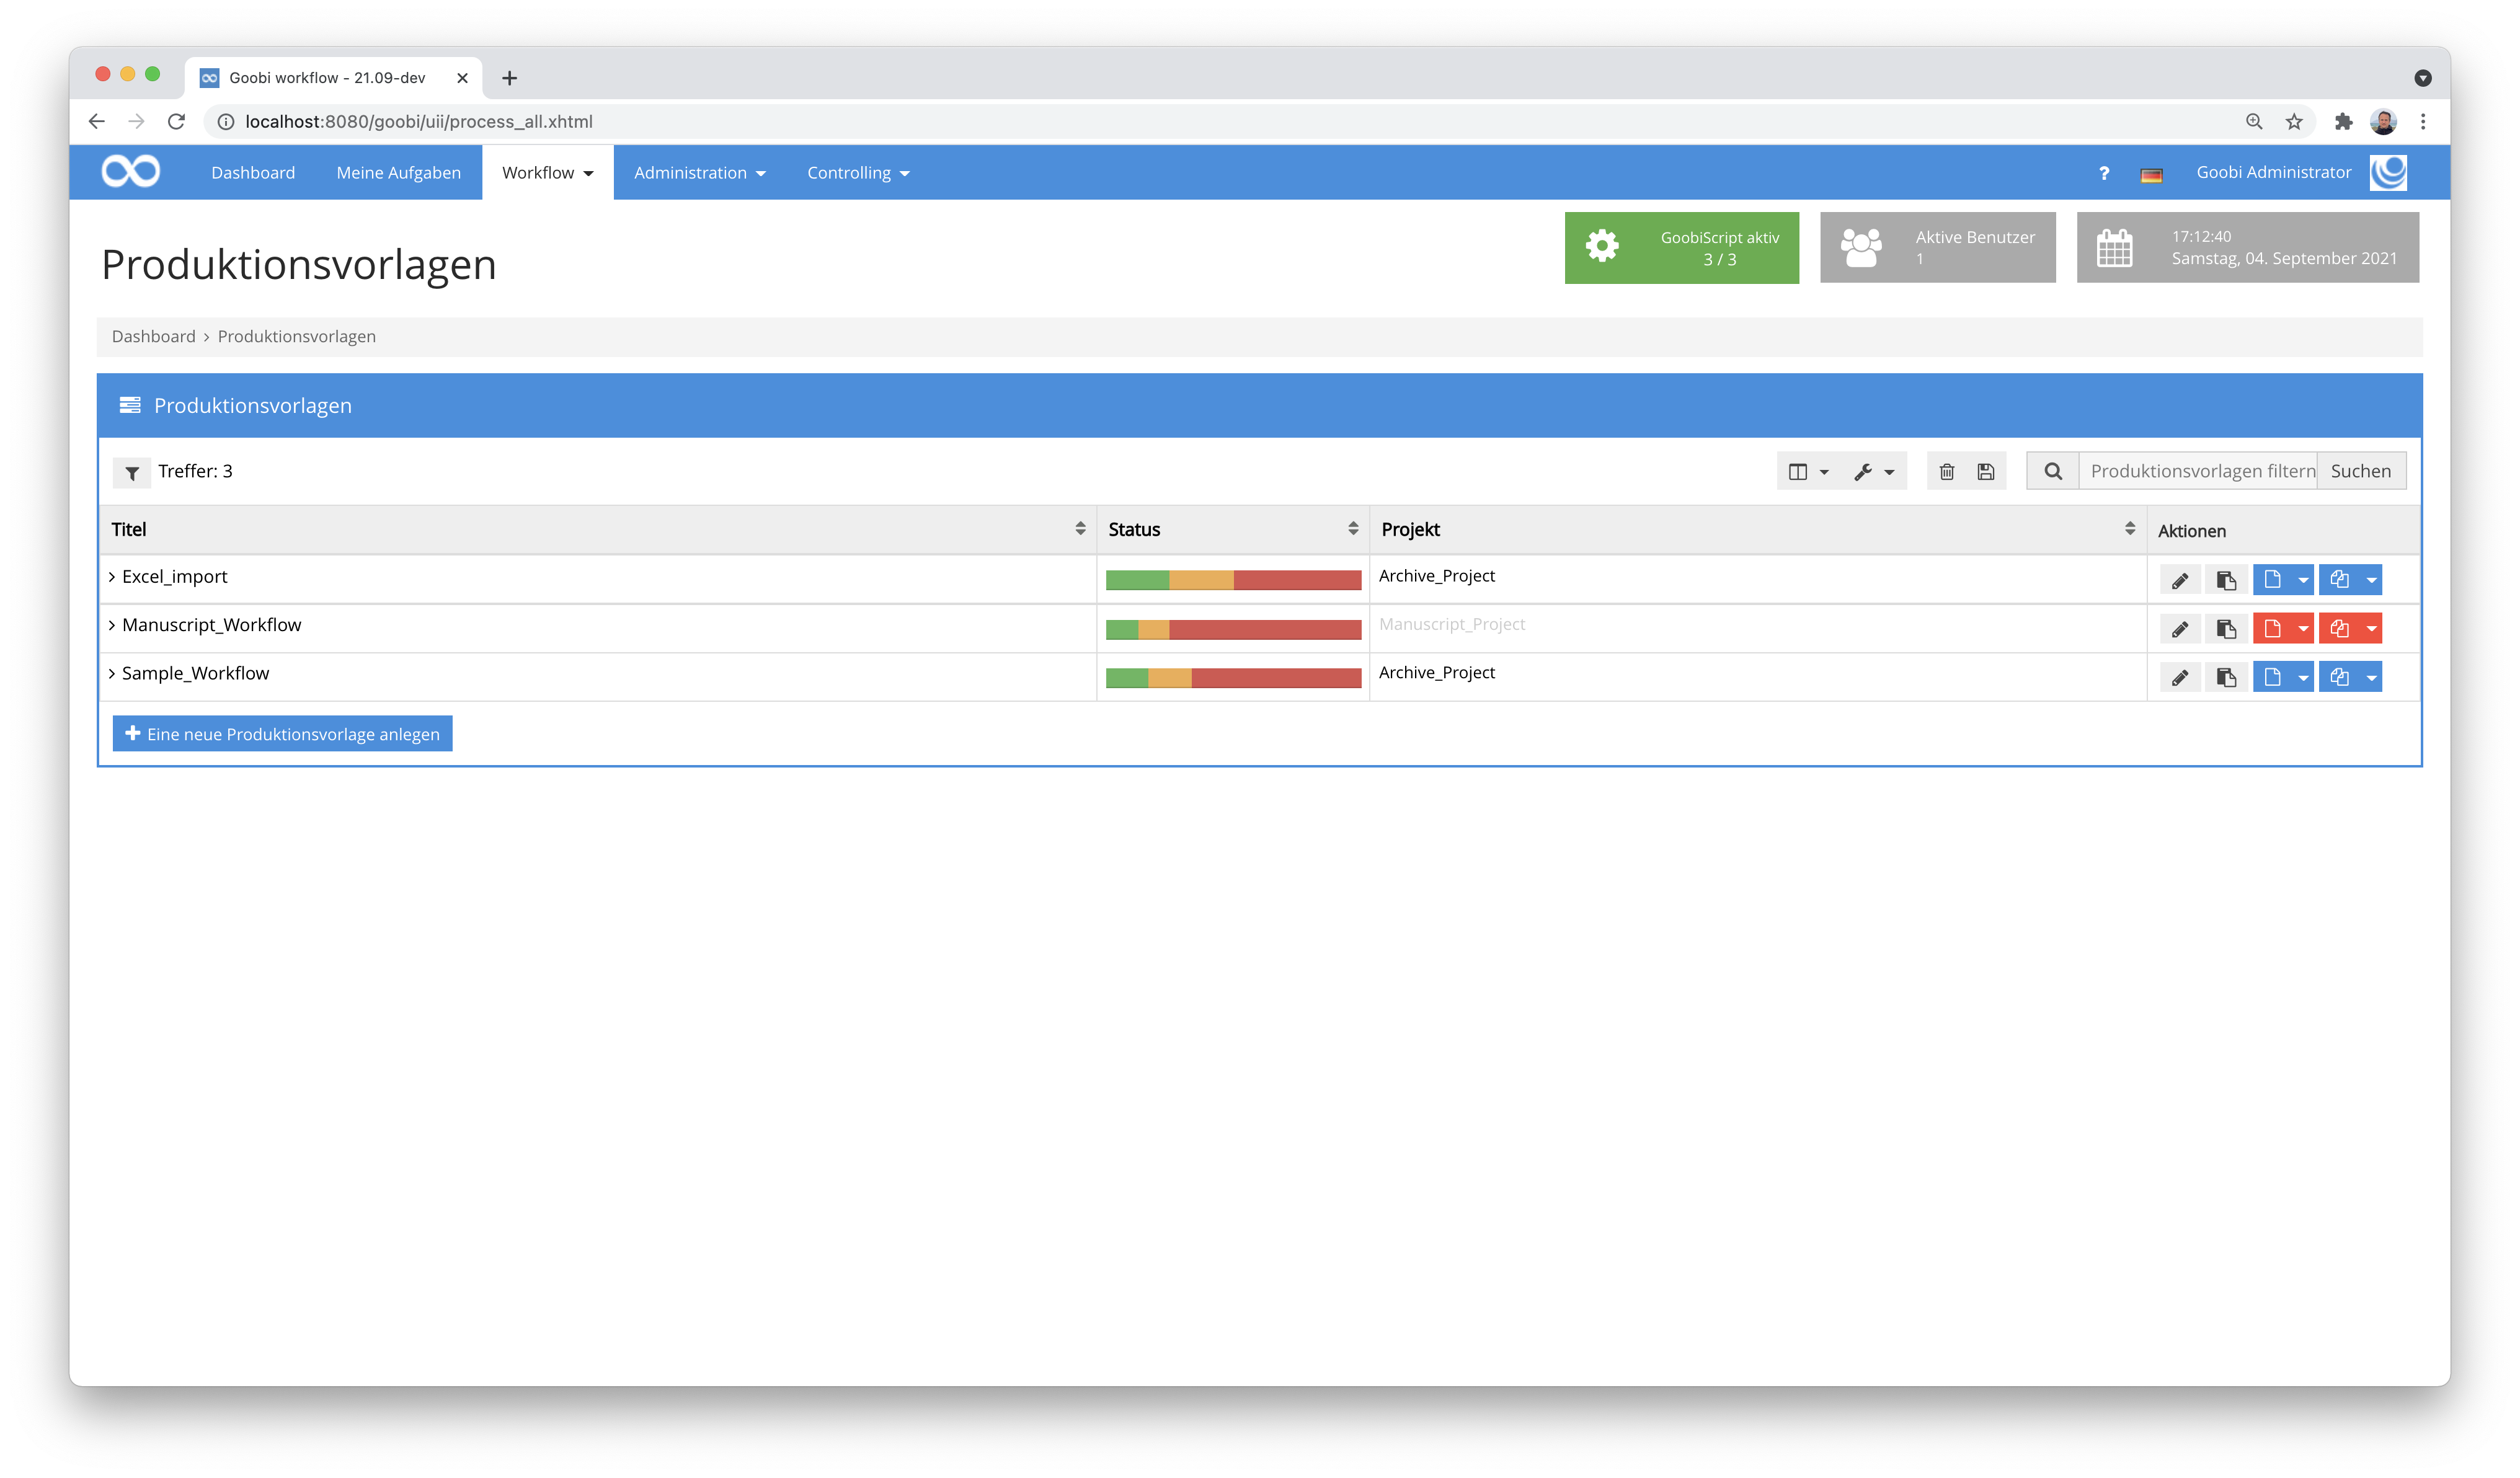 Goobi workflow - 21.09-dev
localhost:8080/goobi/uii/process_all.xhtml
Dashboard Meine Aufgaben Workflow Administration Controlling ? Goobi Administrator
Produktionsvorlagen
GoobiScript aktiv
3 / 3
Aktive Benutzer
1
17:12:40
Samstag, 04. September 2021
Dashboard > Produktionsvorlagen
Produktionsvorlagen
Treffer: 3
Produktionsvorlagen filtern Suchen
Titel Status Projekt Aktionen
Excel_import Archive_Project
Manuscript_Workflow Manuscript_Project
Sample_Workflow Archive_Project
Eine neue Produktionsvorlage anlegen